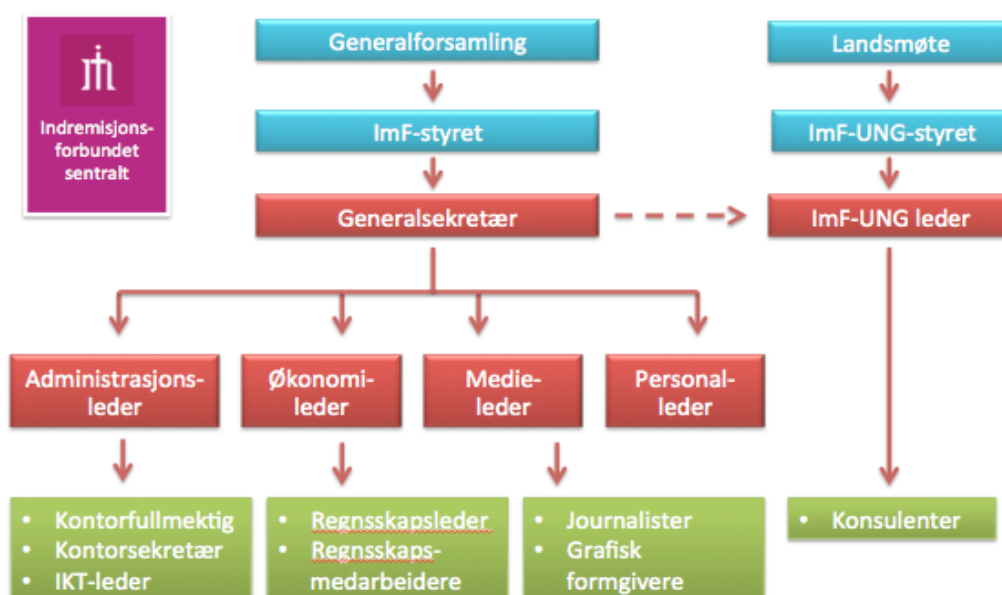 Indremisjons-
forbundet
sentralt
Generalforsamling
Landsmøte
ImF-styret
ImF-UNG-styret
Generalsekretær
ImF-UNG leder
Administrasjons-
leder
Økonomi-
leder
Medie-
leder
Personal-
leder
• Kontorfullmektig
• Kontorsekretær
• IKT-leder
• Regnsskapsleder
• Regnsskaps-
medarbeidere
• Journalister
• Grafisk
formgivere
• Konsulenter